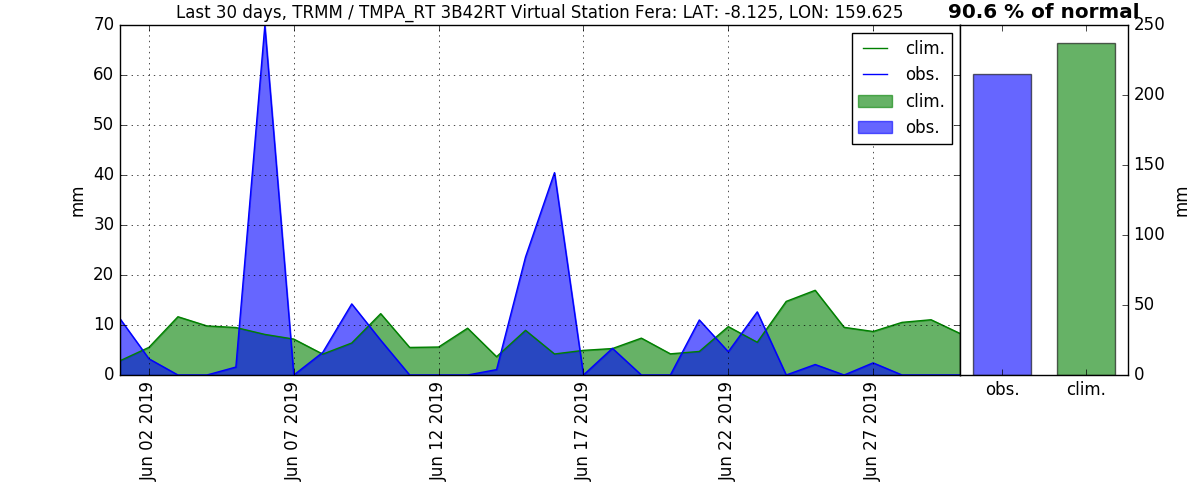 Last 30 days, TRMM / TMPA_RT 3B42RT Virtual Station Fera: LAT: -8.125, LON: 159.625
90.6 % of normal
mm
70
60
50
40
30
20
10
0
clim.
obs.
clim.
obs.
Jun 02 2019
Jun 07 2019
Jun 12 2019
Jun 17 2019
Jun 22 2019
Jun 27 2019
250
200
150
100
50
0
mm
obs.
clim.